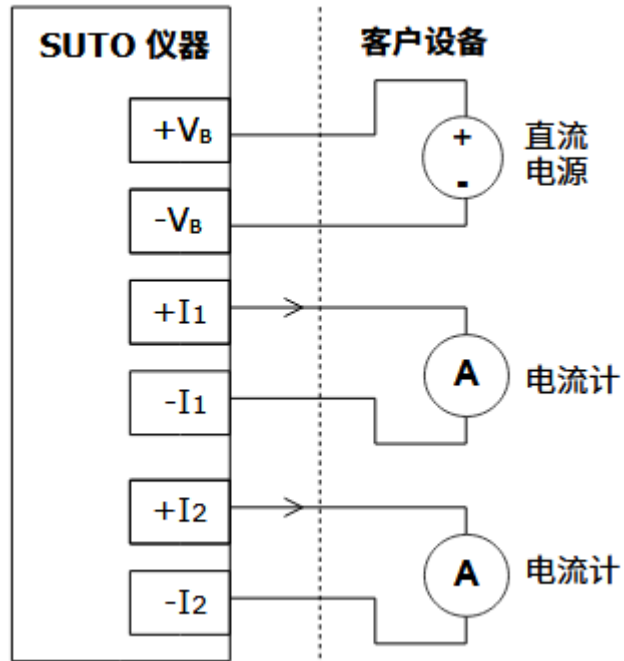 SUTO 仪器
客户设备
+VB
-VB
+
-
直流
电源
+I1
-I1
A
电流计
+I2
-I2
A
电流计